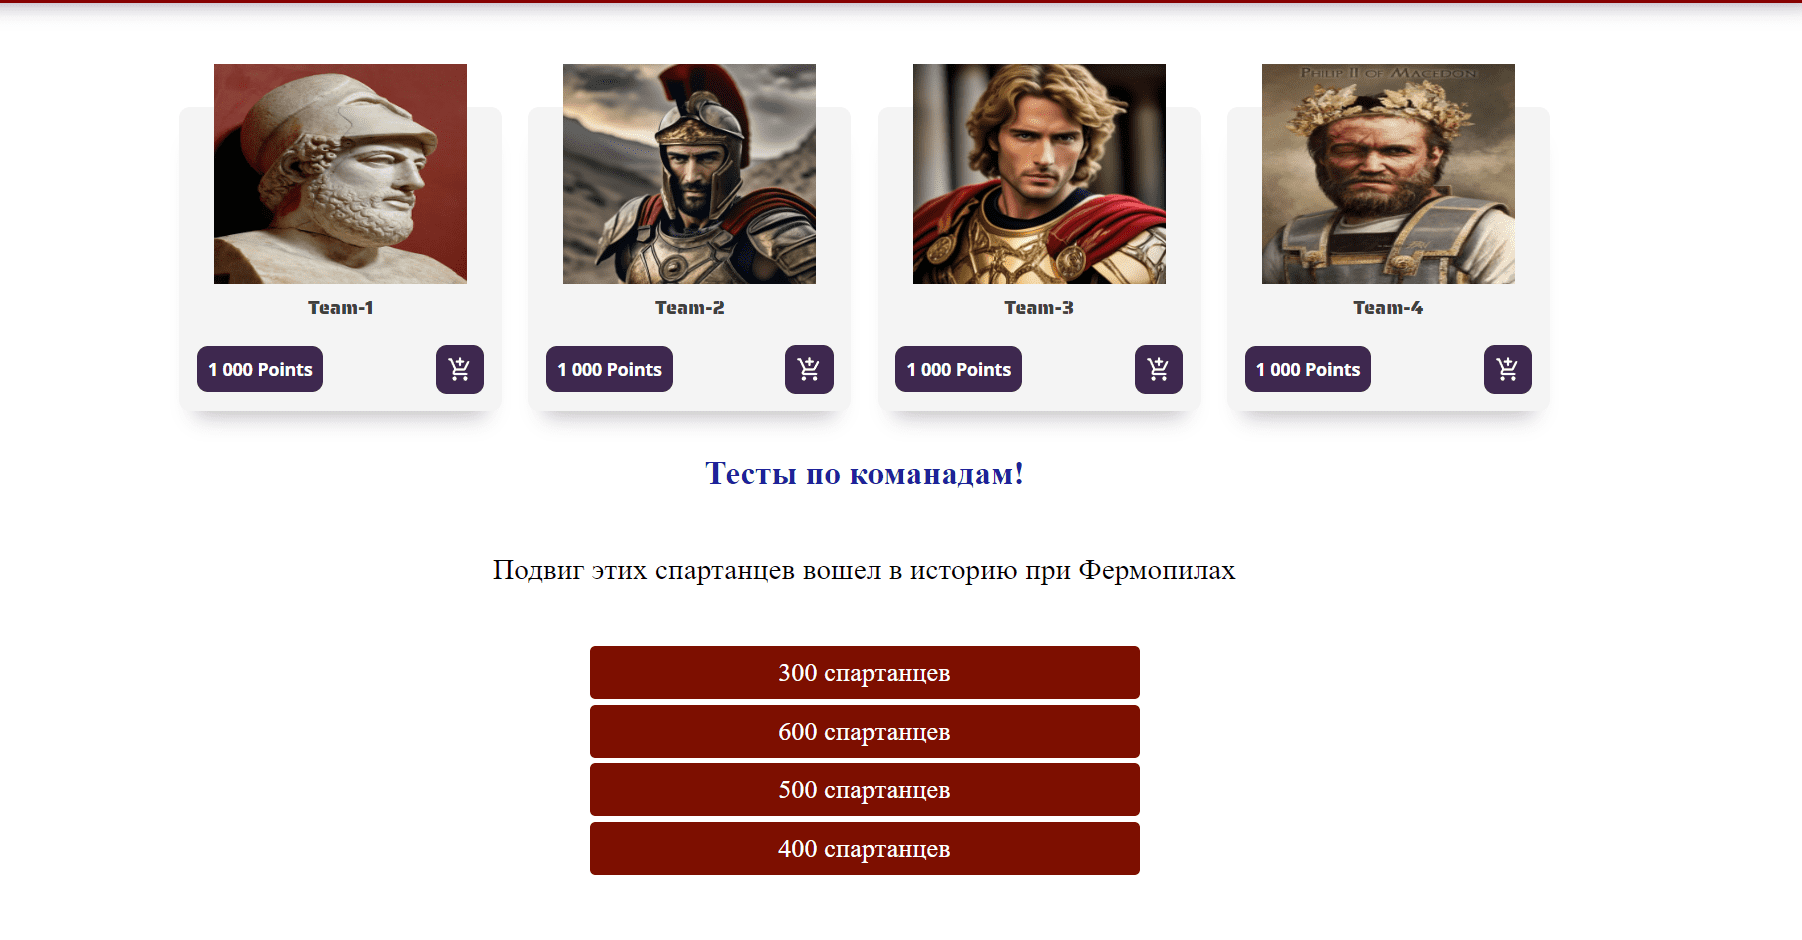 PHILIP II OF MACEDON
Team-1
Team-2
Team-3
Team-4
1 000 Points
1 000 Points
1 000 Points
1 000 Points
Тесты по команадам!
Подвиг этих спартанцев вошел в историю при Фермопилах
300 спартанцев
600 спартанцев
500 спартанцев
400 спартанцев